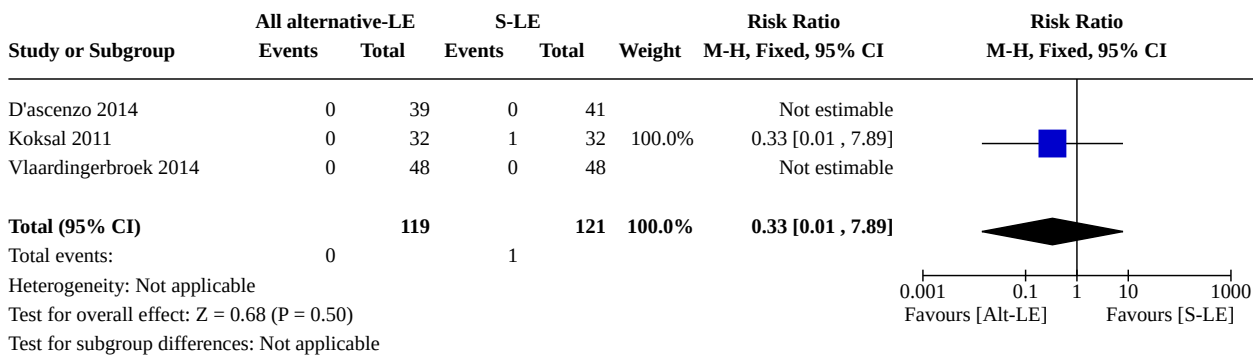 All alternative-LE S-LE Risk Ratio Risk Ratio
Study or Subgroup Events Total Events Total Weight M-H, Fixed, 95% CI M-H, Fixed, 95% CI
D'ascenzo 2014 0 39 0 41 Not estimable
Koksal 2011 0 32 1 32 100.0% 0.33 [0.01 , 7.89]
Vlaardingerbroek 2014 0 48 0 48 Not estimable
Total (95% CI) 119 121 100.0% 0.33 [0.01 , 7.89]
Total events: 0 1
Heterogeneity: Not applicable
Test for overall effect: Z = 0.68 (P = 0.50)
Test for subgroup differences: Not applicable
0.001 0.1 1 10 1000
Favours [Alt-LE] Favours [S-LE]